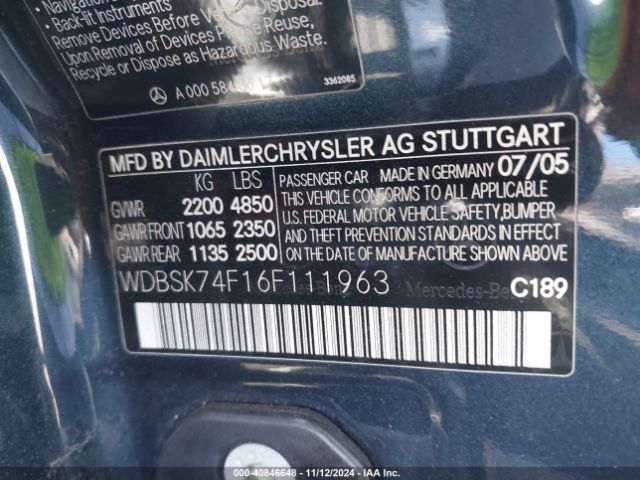 • Navigation
• Back-lit Instruments
Remove Devices Before Vehicle Disposal
Upon Removal of Devices Please Reuse,
Recycle or Dispose as Hazardous Waste.
A 000 584
3362085
MFD BY DAIMLERCHRYSLER AG STUTTGART
KG LBS
GVWR 2200 4850
GAWR FRONT 1065 2350
GAWR REAR 1135 2500
PASSENGER CAR MADE IN GERMANY 07/05
THIS VEHICLE CONFORMS TO ALL APPLICABLE
U.S. FEDERAL MOTOR VEHICLE SAFETY, BUMPER
AND THEFT PREVENTION STANDARDS IN EFFECT
ON DATE OF MANUFACTURE SHOWN ABOVE.
WDBSK74F16F111963
Mercedes-Benz
C189
WATERMARK · 40846648 · 11/12/2024 · IAA, LLC